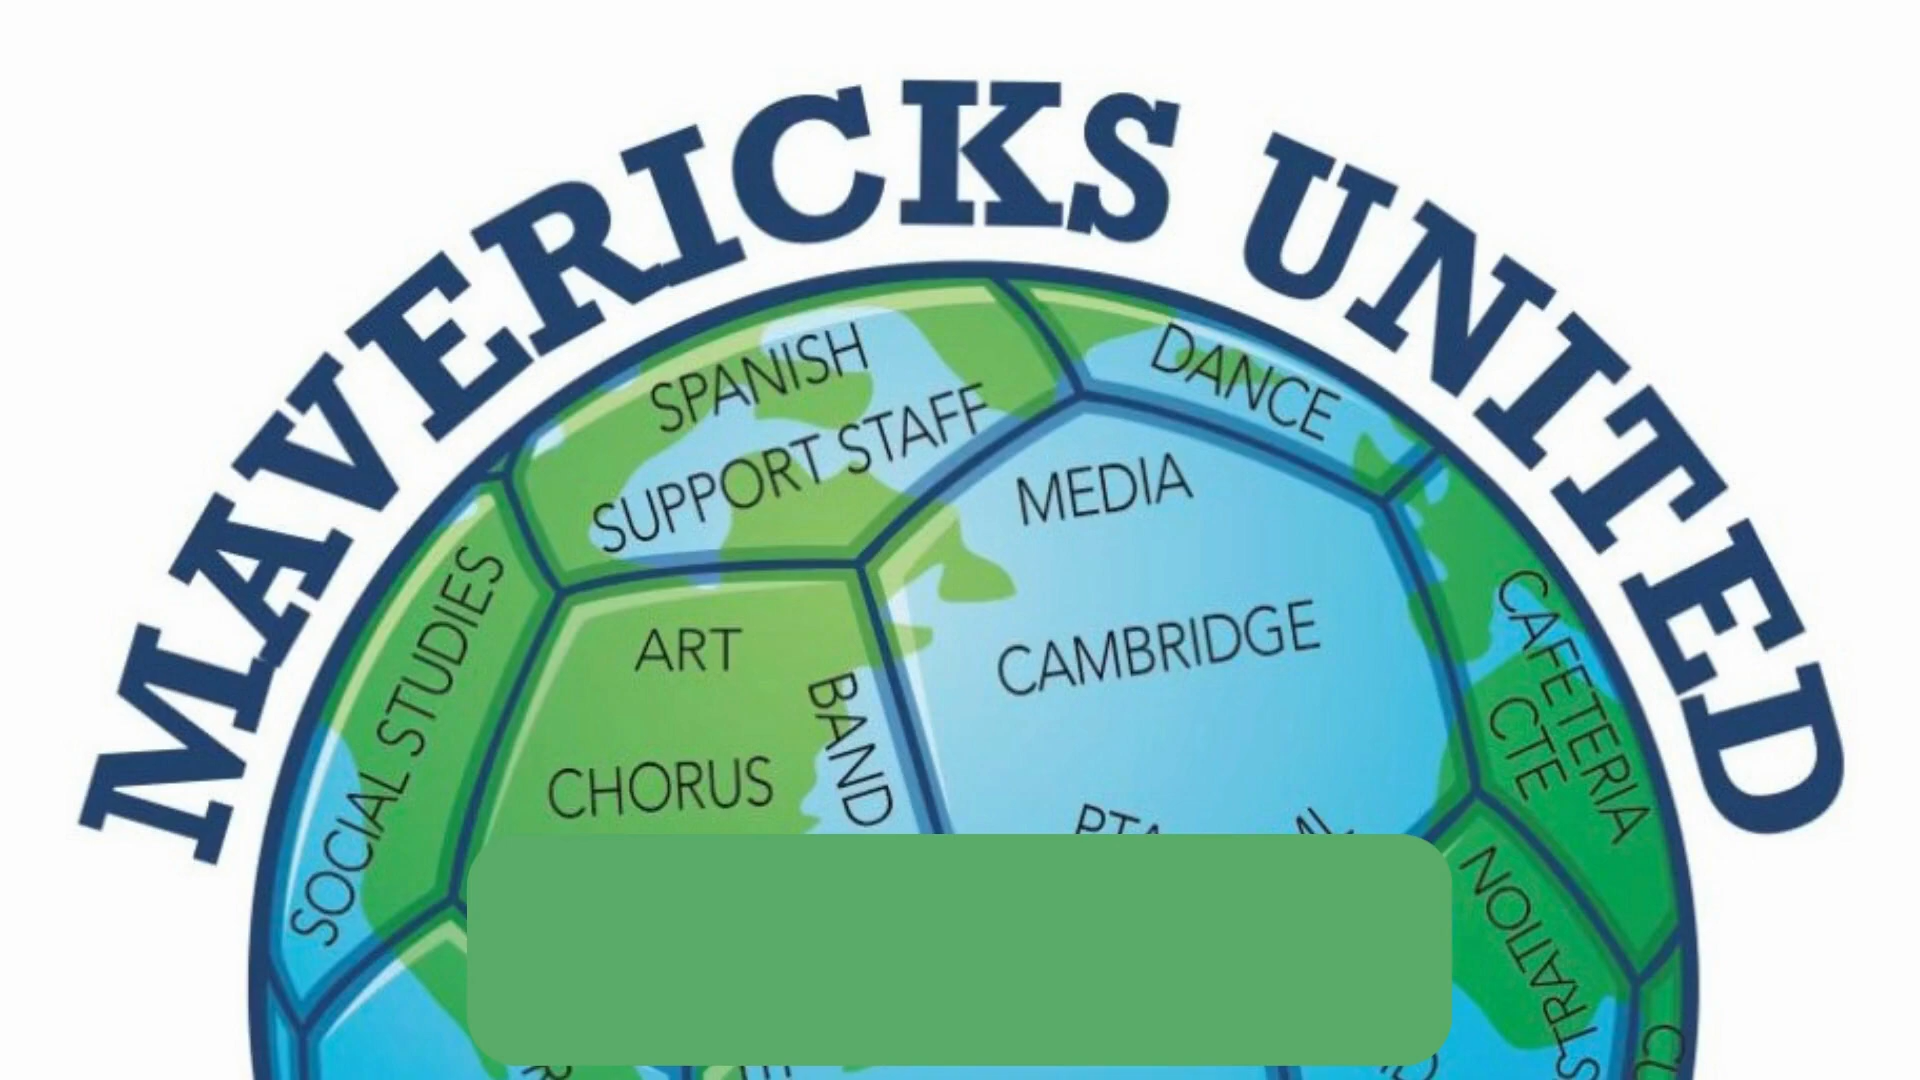 MAVERICKS UNITED
SPANISH
SUPPORT STAFF
DANCE
MEDIA
CAMBRIDGE
SOCIAL STUDIES
ART
BAND
CHORUS
CAFETERIA
CTE